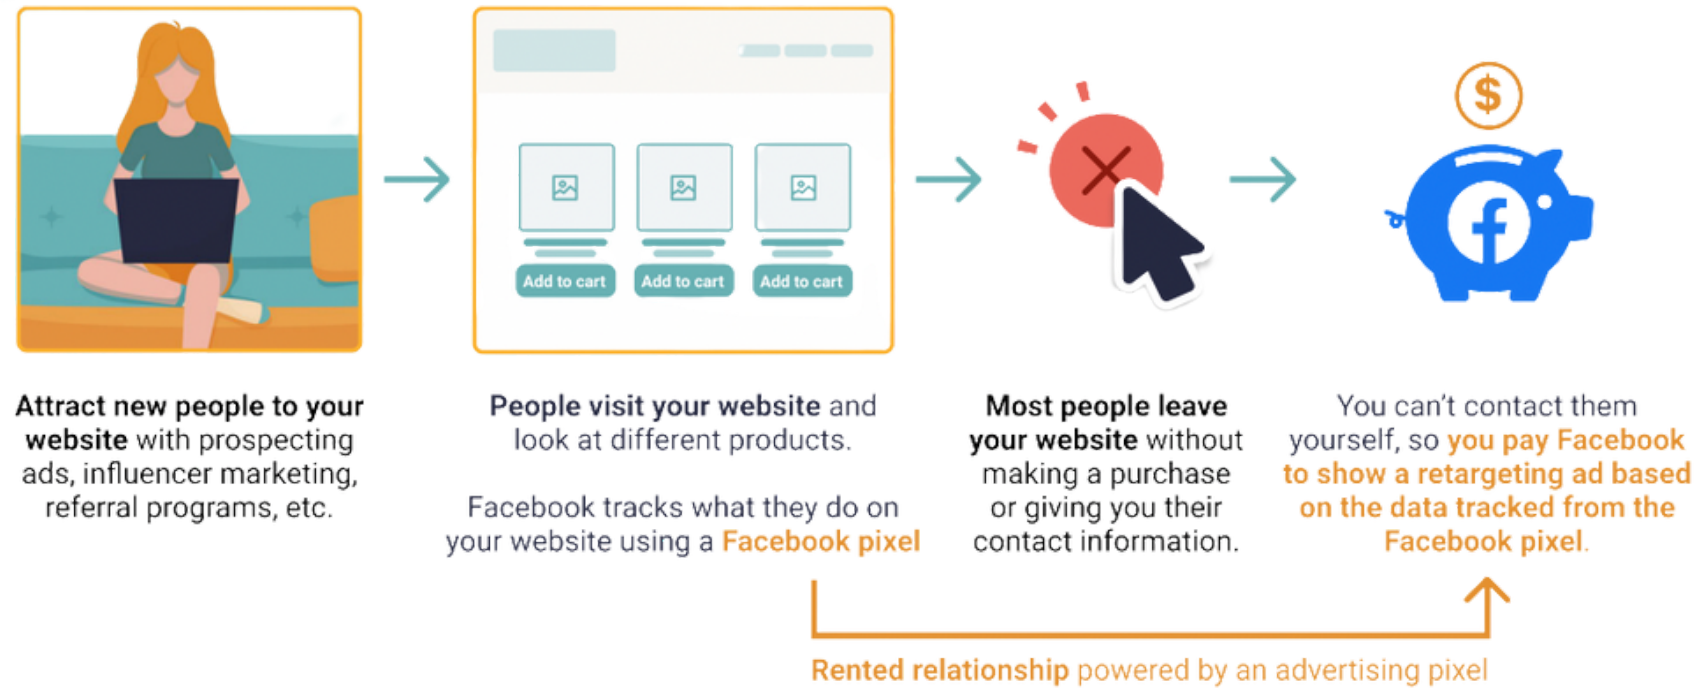 $
f
Add to cart
Add to cart
Add to cart
Attract new people to your
website with prospecting
ads, influencer marketing,
referral programs, etc.
People visit your website and
look at different products.
Facebook tracks what they do on
your website using a Facebook pixel
Most people leave
your website without
making a purchase
or giving you their
contact information.
You can't contact them
yourself, so you pay Facebook
to show a retargeting ad based
on the data tracked from the
Facebook pixel.
Rented relationship powered by an advertising pixel